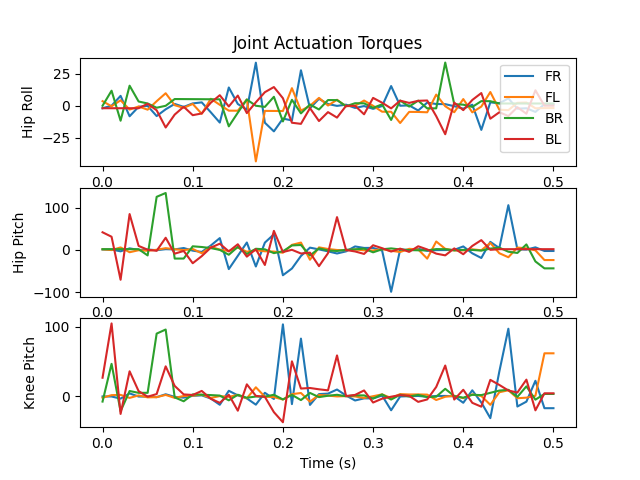 Joint Actuation Torques
Hip Roll
25
0
−25
FR
FL
BR
BL
0.0 0.1 0.2 0.3 0.4 0.5
Hip Pitch
100
0
−100
0.0 0.1 0.2 0.3 0.4 0.5
Knee Pitch
100
0
0.0 0.1 0.2 0.3 0.4 0.5
Time (s)